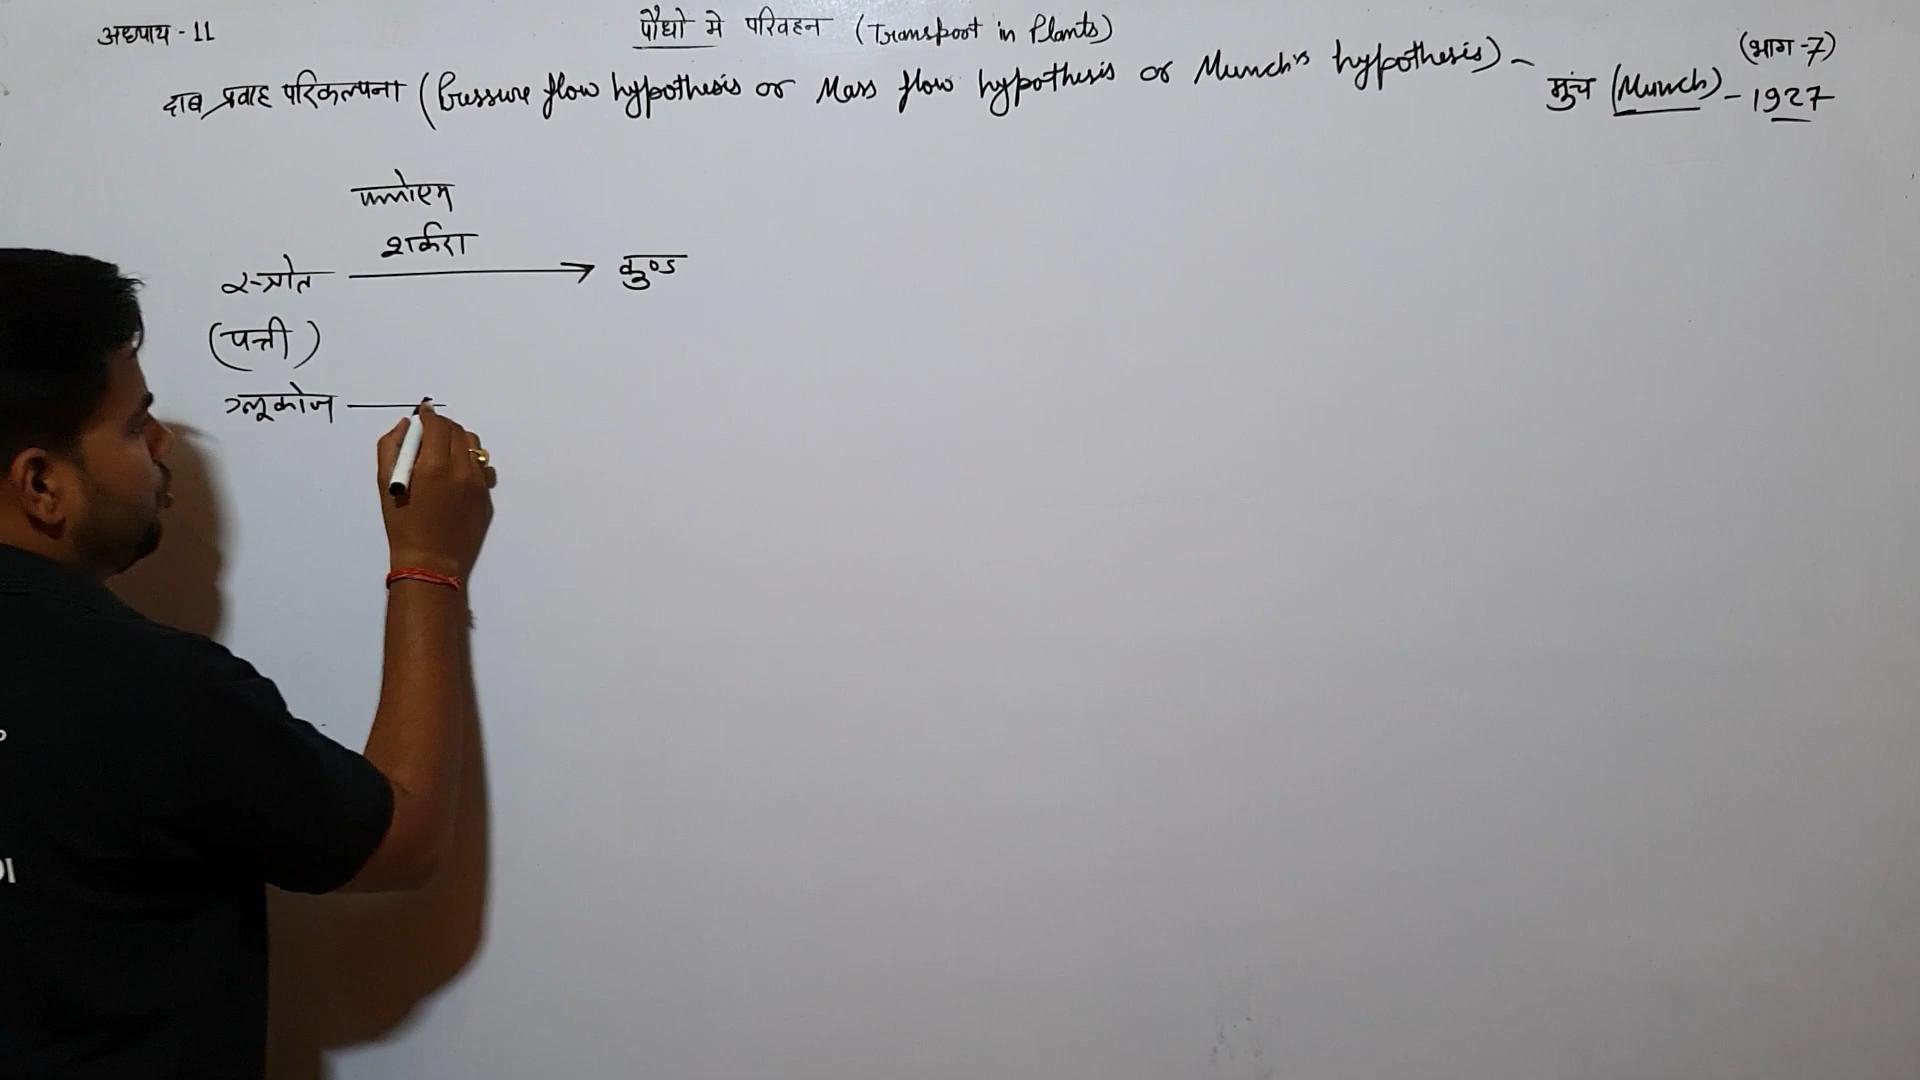 अध्याय - 11
पौधो मे परिवहन (Transport in Plants)
(भाग -7)
दाब प्रवाह परिकल्पना (Pressure flow hypothesis or Mass flow hypothesis or Munch's hypothesis) - मुंच (Munch) - 1927
फ्लोएम
शर्करा
स्त्रोत → कुण्ड
(पत्ती)
ग्लूकोज —